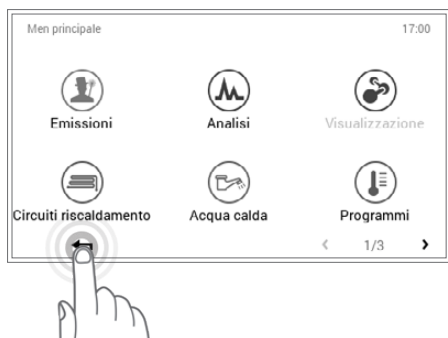 Men principale 17:00
Emissioni Analisi Visualizzazione
Circuiti riscaldamento Acqua calda Programmi
1/3